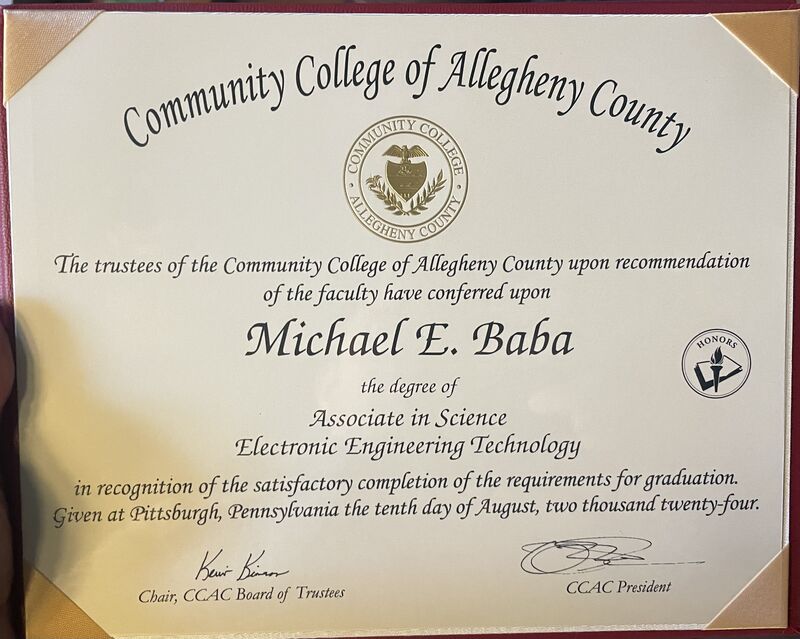 Community College of Allegheny County
COMMUNITY COLLEGE
ALLEGHENY COUNTY
The trustees of the Community College of Allegheny County upon recommendation
of the faculty have conferred upon
Michael E. Baba
HONORS
the degree of
Associate in Science
Electronic Engineering Technology
in recognition of the satisfactory completion of the requirements for graduation.
Given at Pittsburgh, Pennsylvania the tenth day of August, two thousand twenty-four.
Chair, CCAC Board of Trustees
CCAC President